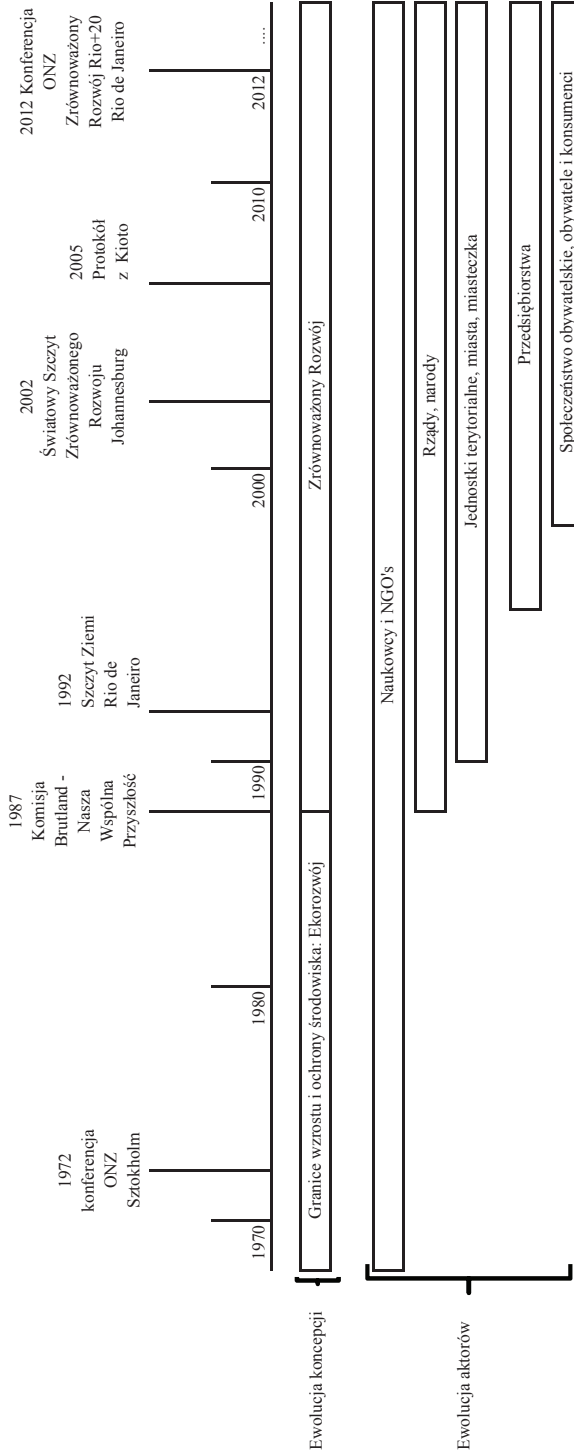 1972
konferencja
ONZ
Sztokholm
1987
Komisja
Brutland -
Nasza
Wspólna
Przyszłość
1992
Szczyt Ziemi
Rio de
Janeiro
2002
Światowy Szczyt
Zrównoważonego
Rozwoju
Johannesburg
2005
Protokół
z Kioto
2012 Konferencja
ONZ
Zrównoważony
Rozwój Rio+20
Rio de Janeiro
1970
1980
1990
2000
2010
2012
....
Ewolucja koncepcji
Granice wzrostu i ochrony środowiska: Ekorozwój
Zrównoważony Rozwój
Ewolucja aktorów
Naukowcy i NGO's
Rządy, narody
Jednostki terytorialne, miasta, miasteczka
Przedsiębiorstwa
Społeczeństwo obywatelskie, obywatele i konsumenci